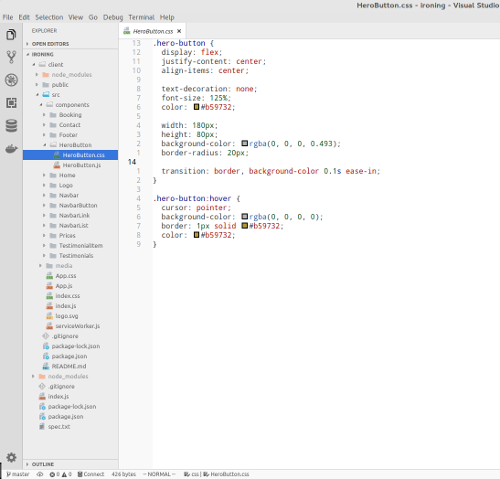 HeroButton.css - ironing - Visual Studio
File Edit Selection View Go Debug Terminal Help
EXPLORER
OPEN EDITORS
IRONING
client
node_modules
public
src
components
Booking
Contact
Footer
HeroButton
HeroButton.css
HeroButton.js
Home
Logo
Navbar
NavbarButton
NavbarLink
NavbarList
Prices
TestimonialItem
Testimonials
media
App.css
App.js
index.css
index.js
logo.svg
serviceWorker.js
.gitignore
package-lock.json
package.json
README.md
node_modules
.gitignore
index.js
package-lock.json
package.json
spec.txt
OUTLINE
HeroButton.css ×
13 .hero-button {
12 display: flex;
11 justify-content: center;
10 align-items: center;
9
8 text-decoration: none;
7 font-size: 125%;
6 color: #b59732;
5
4 width: 180px;
3 height: 80px;
2 background-color: rgba(0, 0, 0, 0.493);
1 border-radius: 20px;
14
1 transition: border, background-color 0.1s ease-in;
2 }
3
4 .hero-button:hover {
5 cursor: pointer;
6 background-color: rgba(0, 0, 0, 0);
7 border: 1px solid #b59732;
8 color: #b59732;
9 }
master 0 0 Connect 426 bytes -- NORMAL -- css | HeroButton.css